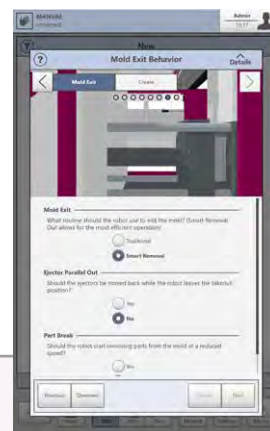 Admin
13:17
New
Mold Exit Behavior
Details
Mold Exit
Create
Mold Exit
What routine should the robot use to exit the mold? (Smart Removal
Out allows for the most efficient operation)
Traditional
Smart Removal
Ejector Parallel Out
Should the ejectors be moved back while the robot leaves the takeout
position?
Yes
No
Part Break
Should the robot start removing parts from the mold at a reduced
speed?
Yes
Previous
Overview
Next